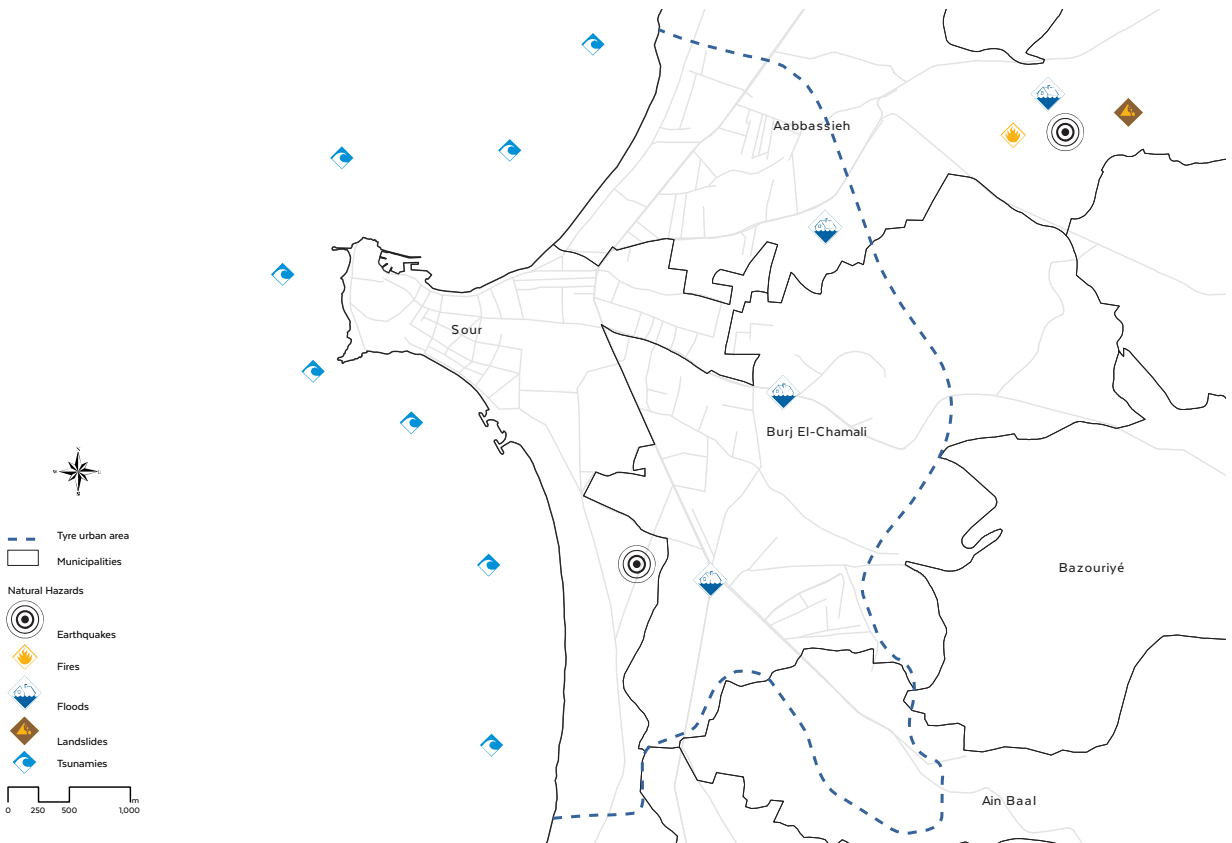 Aabbassieh
Sour
Burj El-Chamali
Bazouriyé
Ain Baal
N
W
S
Tyre urban area
Municipalities
Natural Hazards
Earthquakes
Fires
Floods
Landslides
Tsunamies
m
0 250 500 1,000